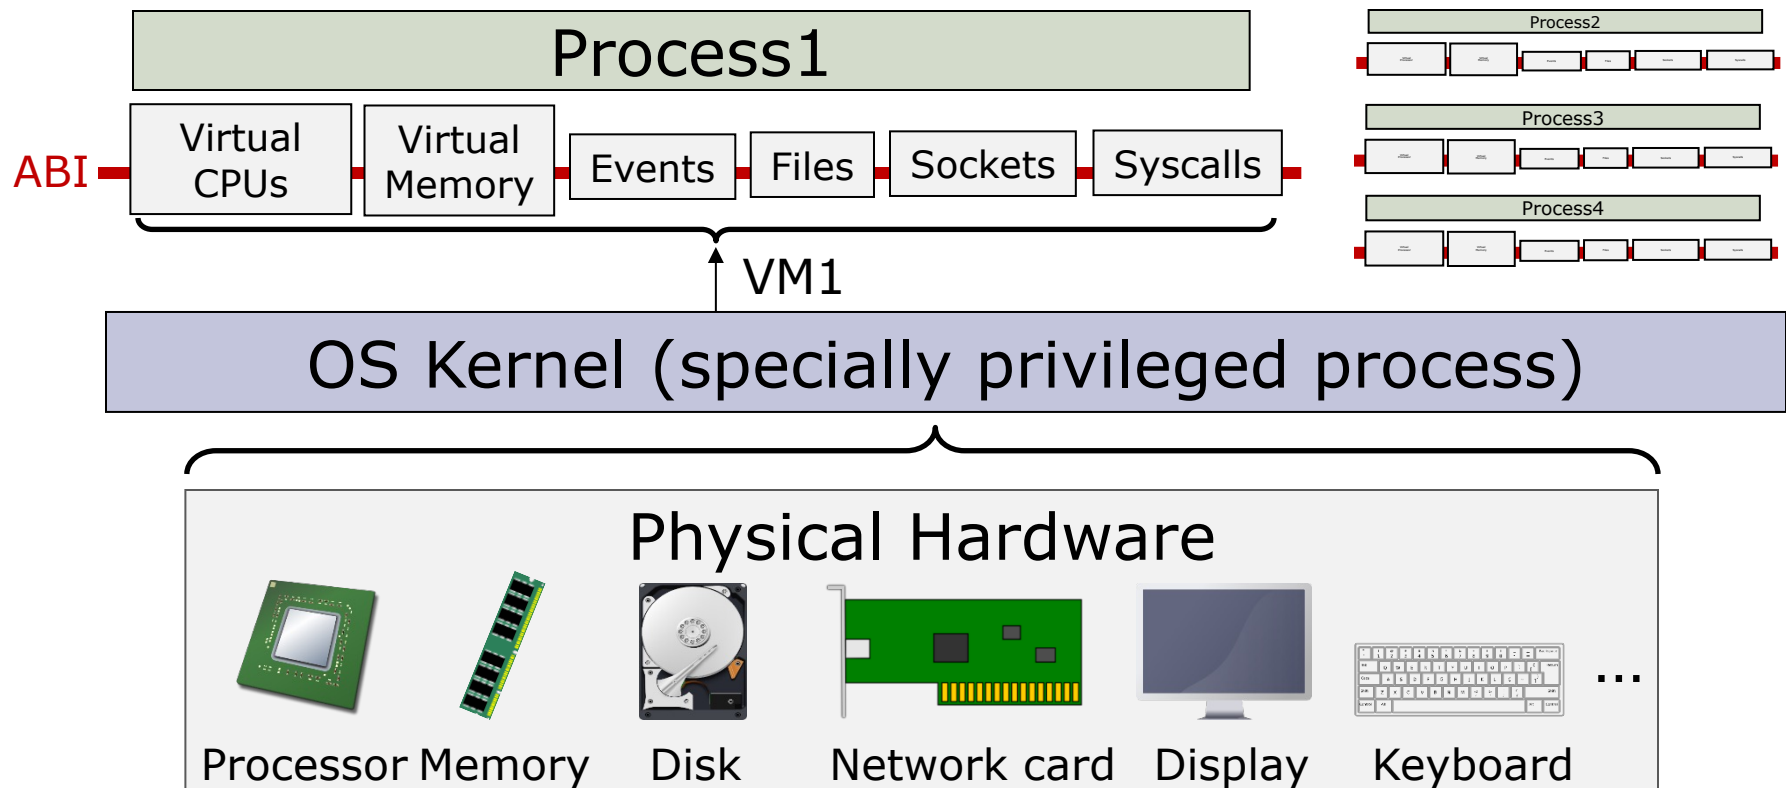 Process1
ABI
Virtual
CPUs
Virtual
Memory
Events
Files
Sockets
Syscalls
VM1
Process2
Process3
Process4
OS Kernel (specially privileged process)
Physical Hardware
Processor
Memory
Disk
Network card
Display
Keyboard
...